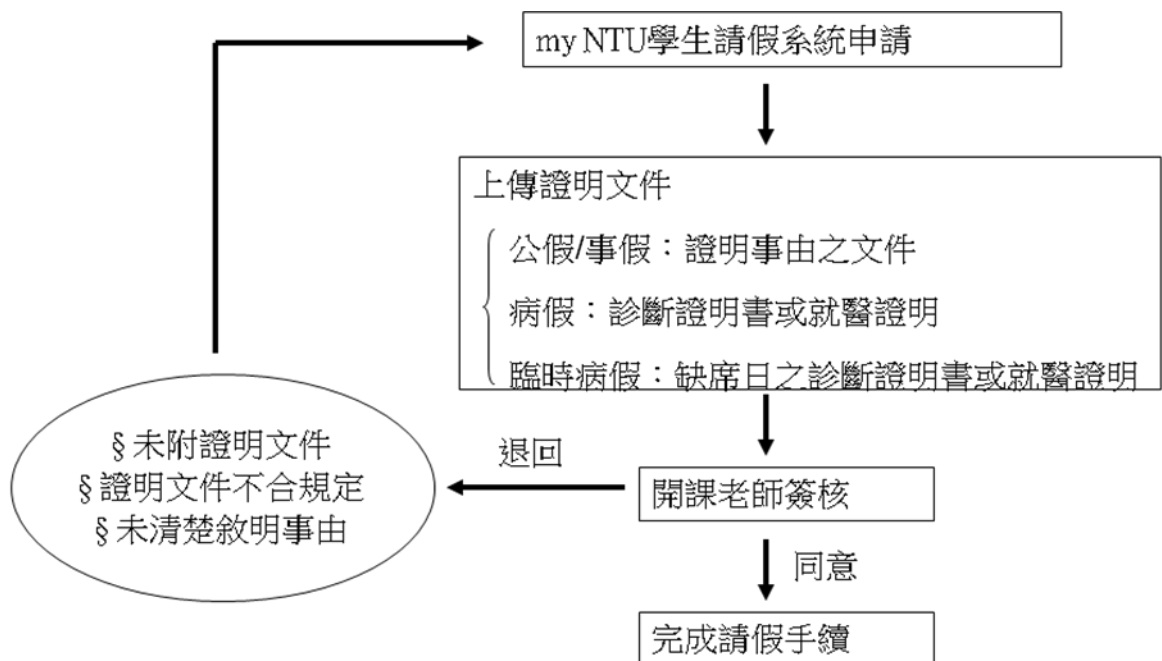 my NTU學生請假系統申請
上傳證明文件
公假/事假：證明事由之文件
病假：診斷證明書或就醫證明
臨時病假：缺席日之診斷證明書或就醫證明
§未附證明文件
§證明文件不合規定
§未清楚敘明事由
退回
開課老師簽核
同意
完成請假手續